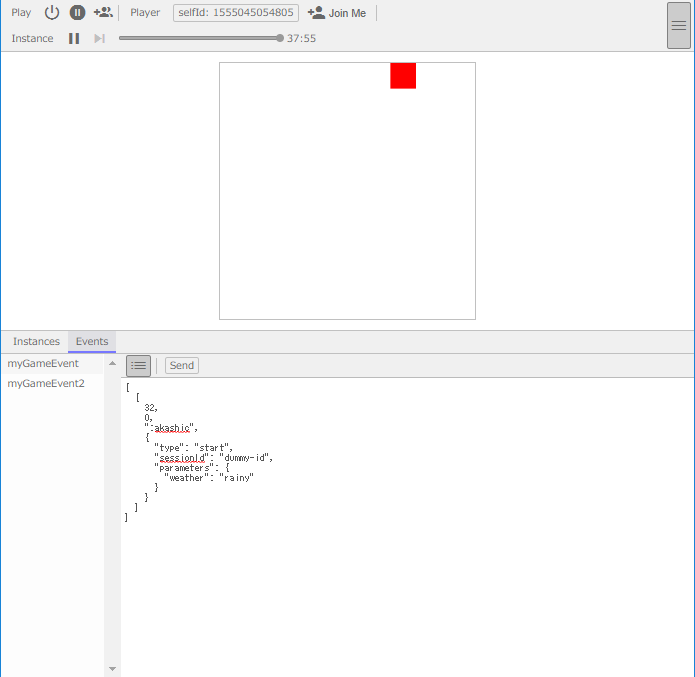 Play Player selfId: 1555045054805 Join Me
Instance 37:55
Instances Events
myGameEvent
myGameEvent2
Send
[
  [
    32,
    0,
    ":akashic",
    {
      "type": "start",
      "sessionId": "dummy-id",
      "parameters": {
        "weather": "rainy"
      }
    }
  ]
]